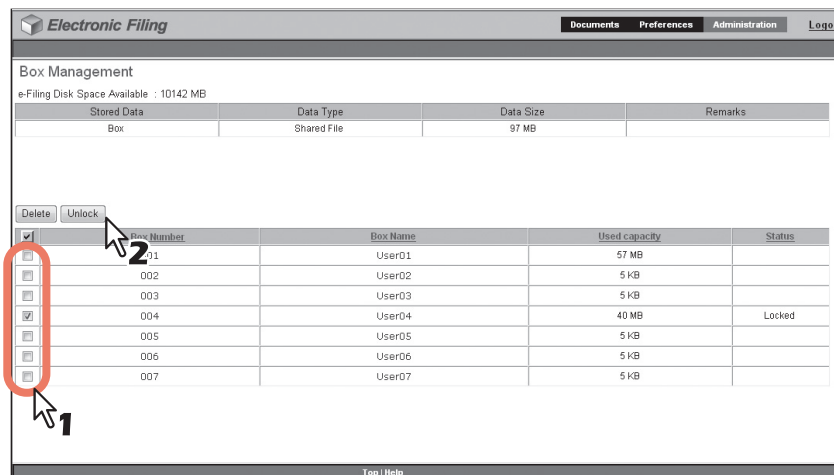 Electronic Filing Documents Preferences Administration
Box Management
e-Filing Disk Space Available : 10142 MB
Stored Data Data Type Data Size Remarks
Box Shared File 97 MB
Delete Unlock
Box Number Box Name Used capacity Status
User01 57 MB
002 User02 5 KB
003 User03 5 KB
004 User04 40 MB Locked
005 User05 5 KB
006 User06 5 KB
007 User07 5 KB
2
1
Top | Help